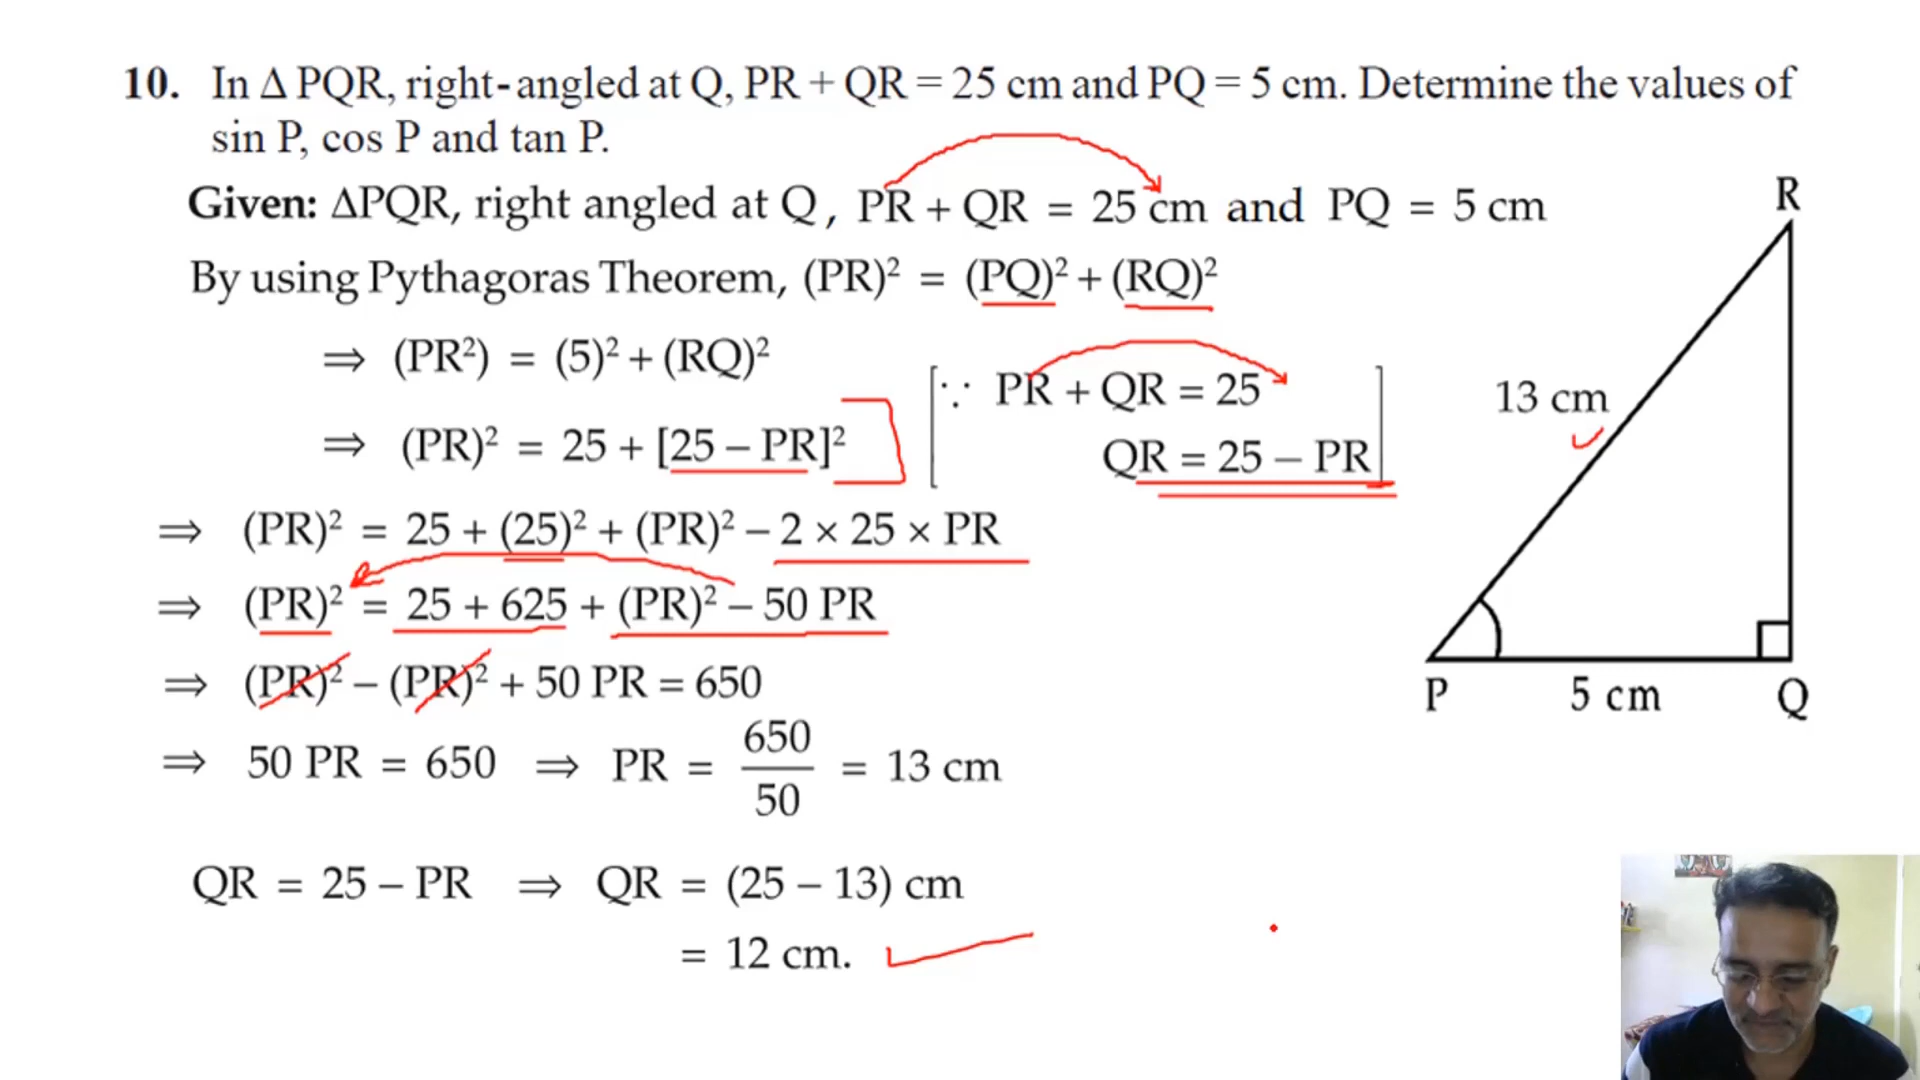 10. In Δ PQR, right-angled at Q, PR + QR = 25 cm and PQ = 5 cm. Determine the values of
sin P, cos P and tan P.
Given: ΔPQR, right angled at Q, PR + QR = 25 cm and PQ = 5 cm
By using Pythagoras Theorem, (PR)² = (PQ)² + (RQ)²
⇒ (PR²) = (5)² + (RQ)²
⇒ (PR)² = 25 + [25 – PR]²
[∵ PR + QR = 25
QR = 25 – PR]
⇒ (PR)² = 25 + (25)² + (PR)² – 2 × 25 × PR
⇒ (PR)² = 25 + 625 + (PR)² – 50 PR
⇒ (PR)² – (PR)² + 50 PR = 650
⇒ 50 PR = 650 ⇒ PR = 650/50 = 13 cm
QR = 25 – PR ⇒ QR = (25 – 13) cm
= 12 cm.
R
13 cm
P 5 cm Q